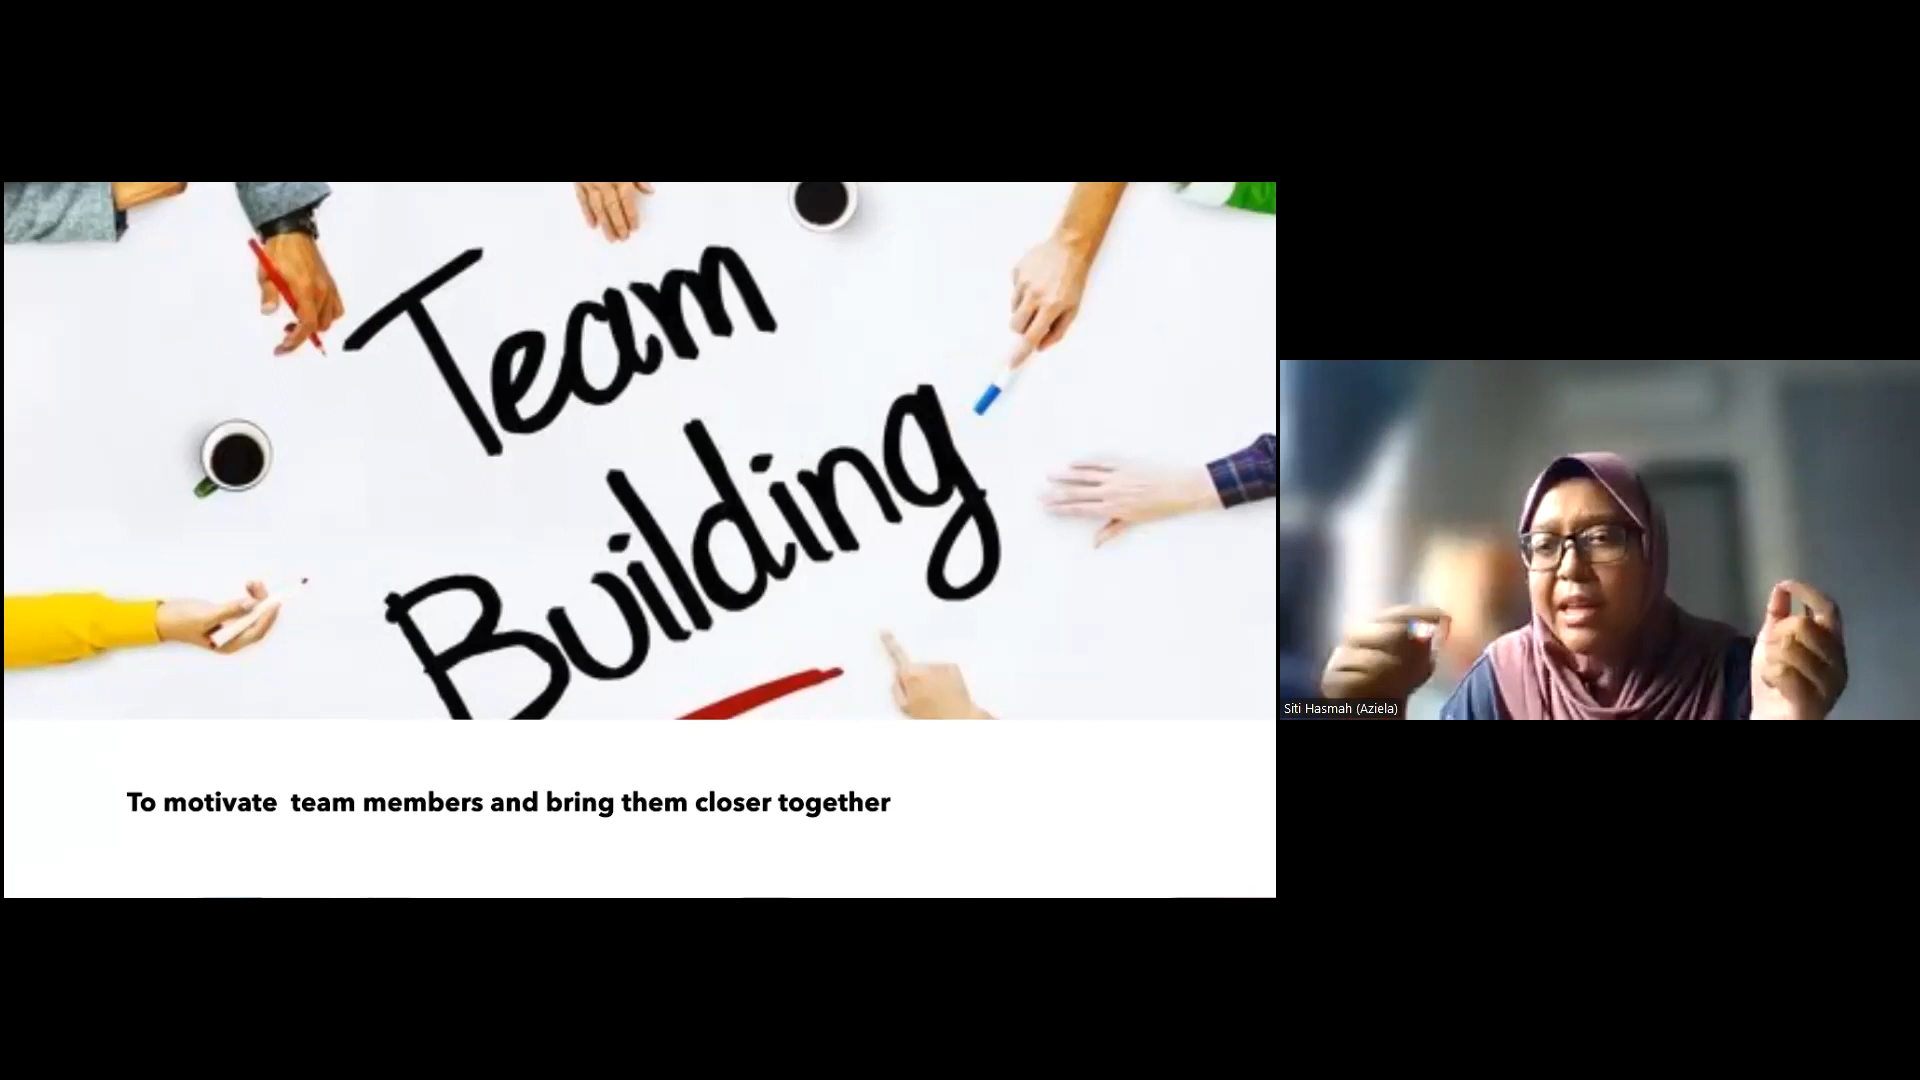 Team
Building
To motivate  team members and bring them closer together
Siti Hasmah (Aziela)